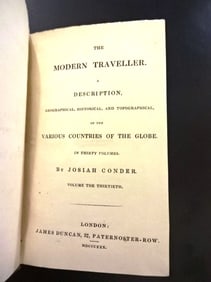 THE
MODERN TRAVELLER.
A
DESCRIPTION,
GEOGRAPHICAL, HISTORICAL, AND TOPOGRAPHICAL,
OF THE
VARIOUS COUNTRIES OF THE GLOBE.
IN THIRTY VOLUMES.
BY JOSIAH CONDER.
VOLUME THE THIRTIETH.
LONDON:
JAMES DUNCAN, 37, PATERNOSTER-ROW.
MDCCCXXX.